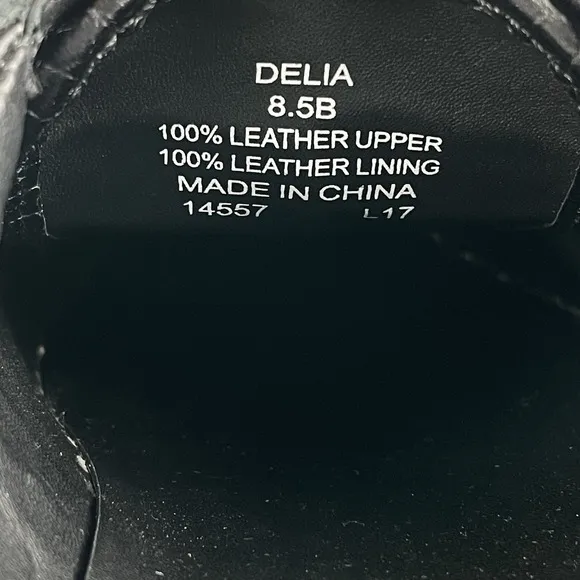 DELIA
8.5B
100% LEATHER UPPER
100% LEATHER LINING
MADE IN CHINA
14557 L17